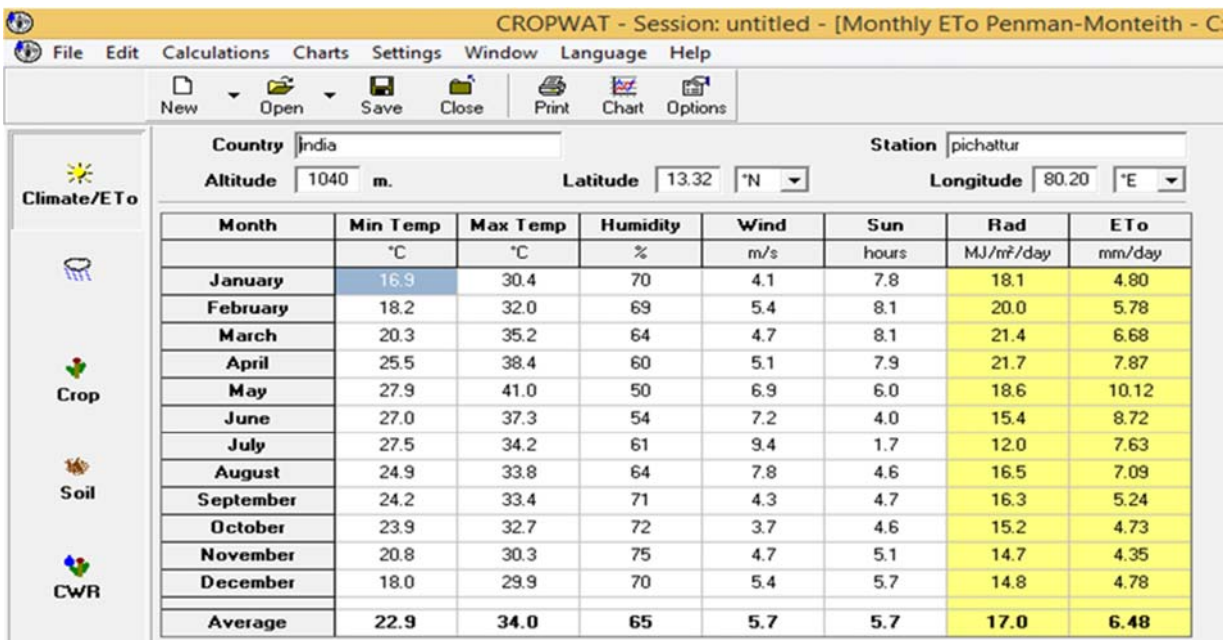 CROPWAT - Session: untitled - [Monthly ETo Penman-Monteith - C
File Edit Calculations Charts Settings Window Language Help
New Open Save Close Print Chart Options
Country india Station pichattur
Altitude 1040 m. Latitude 13.32 °N Longitude 80.20 °E
Climate/ETo
Crop
Soil
CWR
Month Min Temp Max Temp Humidity Wind Sun Rad ETo
°C °C % m/s hours MJ/m²/day mm/day
January 16.9 30.4 70 4.1 7.8 18.1 4.80
February 18.2 32.0 69 5.4 8.1 20.0 5.78
March 20.3 35.2 64 4.7 8.1 21.4 6.68
April 25.5 38.4 60 5.1 7.9 21.7 7.87
May 27.9 41.0 50 6.9 6.0 18.6 10.12
June 27.0 37.3 54 7.2 4.0 15.4 8.72
July 27.5 34.2 61 9.4 1.7 12.0 7.63
August 24.9 33.8 64 7.8 4.6 16.5 7.09
September 24.2 33.4 71 4.3 4.7 16.3 5.24
October 23.9 32.7 72 3.7 4.6 15.2 4.73
November 20.8 30.3 75 4.7 5.1 14.7 4.35
December 18.0 29.9 70 5.4 5.7 14.8 4.78
Average 22.9 34.0 65 5.7 5.7 17.0 6.48